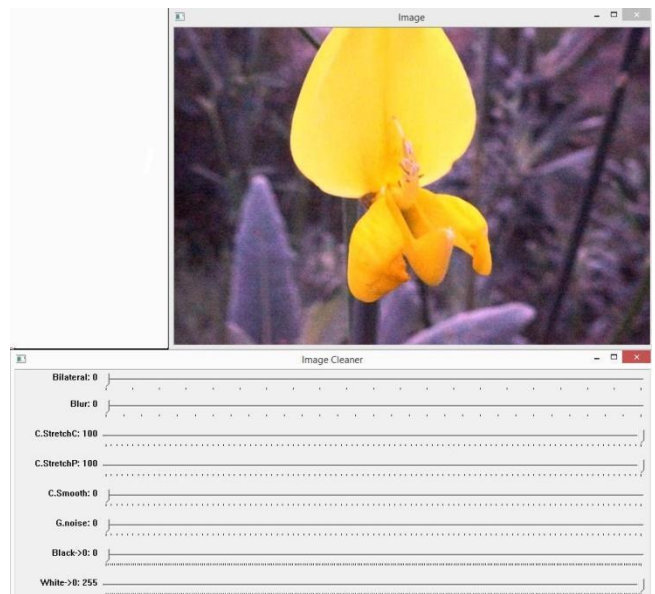 Image
Image Cleaner
Bilateral: 0
Blur: 0
C.StretchC: 100
C.StretchP: 100
C.Smooth: 0
G.noise: 0
Black->0: 0
White->0: 255